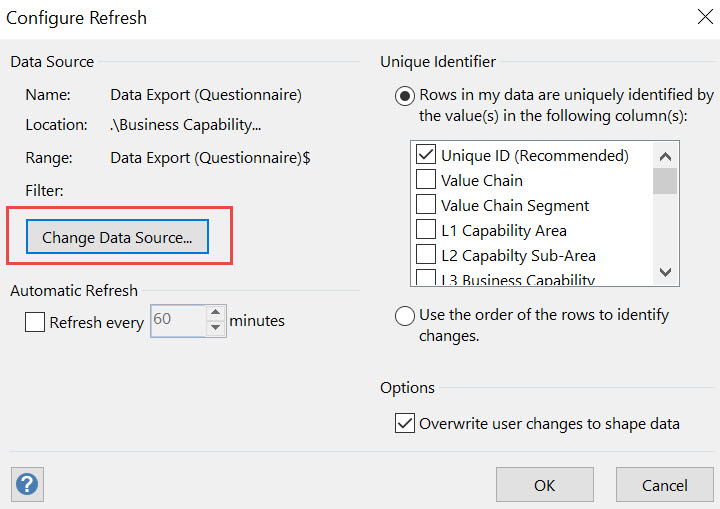 Configure Refresh
Data Source
Name: Data Export (Questionnaire)
Location: .\Business Capability...
Range: Data Export (Questionnaire)$
Filter:
Change Data Source...
Automatic Refresh
Refresh every 60 minutes
Unique Identifier
Rows in my data are uniquely identified by
the value(s) in the following column(s):
Unique ID (Recommended)
Value Chain
Value Chain Segment
L1 Capability Area
L2 Capabilty Sub-Area
L3 Business Capability
Use the order of the rows to identify
changes.
Options
Overwrite user changes to shape data
?
OK
Cancel